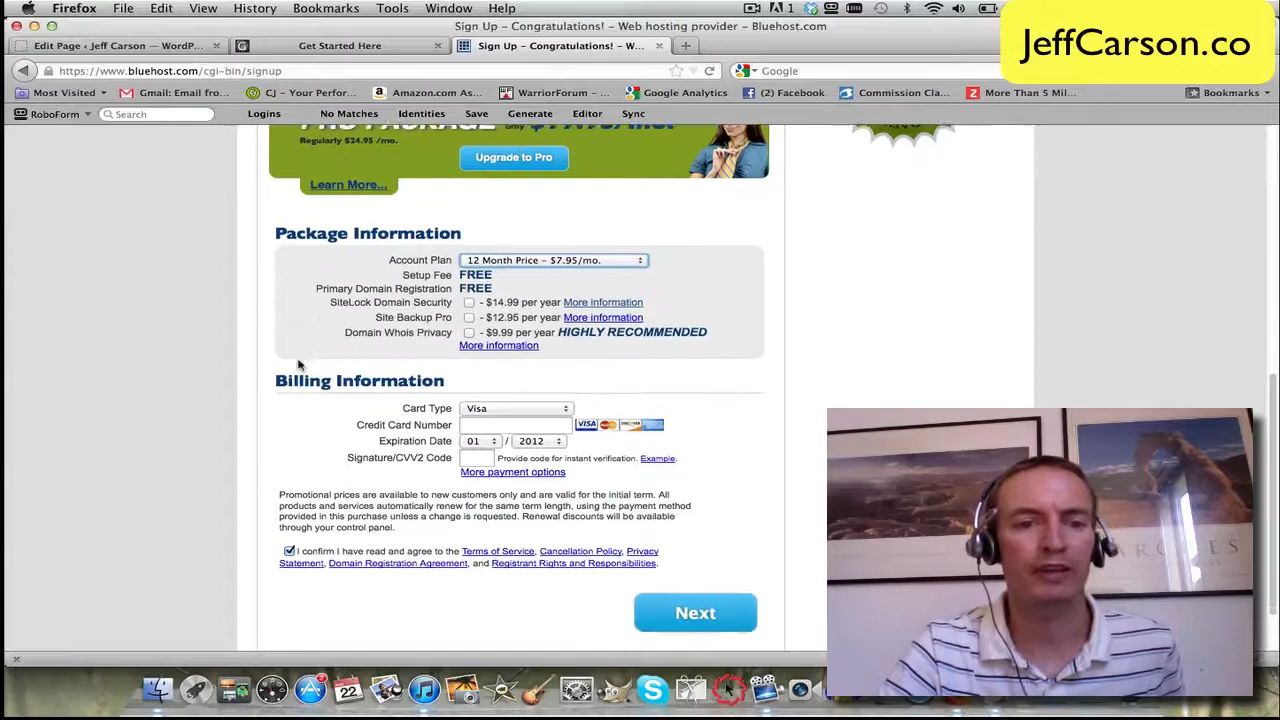 Firefox File Edit View History Bookmarks Tools Window Help
JeffCarson.co
Sign Up – Congratulations! – Web hosting provider – Bluehost.com
Edit Page ‹ Jeff Carson — WordP... Get Started Here Sign Up – Congratulations! – W...
https://www.bluehost.com/cgi-bin/signup Google
Most Visited Gmail: Email fro... CJ – Your Perfor... Amazon.com As... WarriorForum – ... Google Analytics (2) Facebook Commission Cla... More Than 5 Mil... Bookmarks
RoboForm Search Logins No Matches Identities Save Generate Editor Sync
Regularly $24.95 /mo.
Upgrade to Pro
Learn More...
Package Information
Account Plan 12 Month Price – $7.95/mo.
Setup Fee FREE
Primary Domain Registration FREE
SiteLock Domain Security - $14.99 per year More information
Site Backup Pro - $12.95 per year More information
Domain Whois Privacy - $9.99 per year HIGHLY RECOMMENDED
More information
Billing Information
Card Type Visa
Credit Card Number VISA
Expiration Date 01 / 2012
Signature/CVV2 Code Provide code for instant verification. Example.
More payment options
Promotional prices are available to new customers only and are valid for the initial term. All
products and services automatically renew for the same term length, using the payment method
provided in this purchase unless a change is requested. Renewal discounts will be available
through your control panel.
I confirm I have read and agree to the Terms of Service, Cancellation Policy, Privacy
Statement, Domain Registration Agreement, and Registrant Rights and Responsibilities.
Next
22